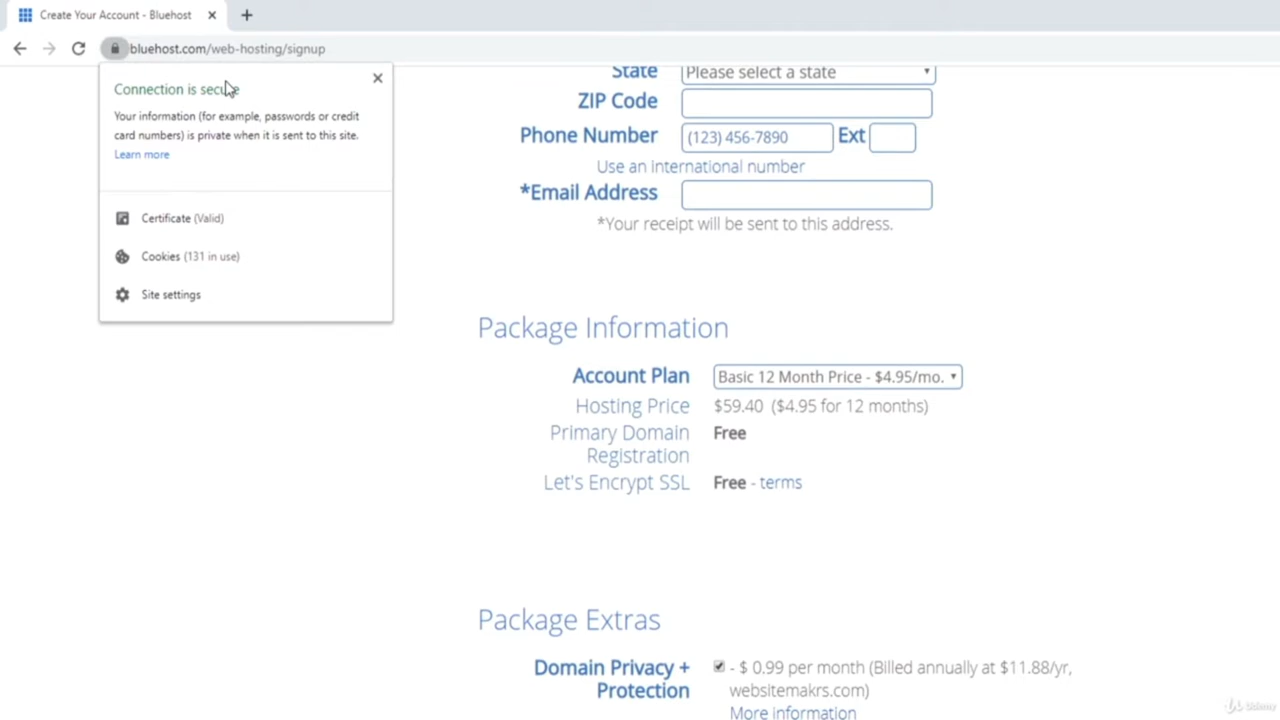 Create Your Account - Bluehost
bluehost.com/web-hosting/signup
Connection is secure
Your information (for example, passwords or credit
card numbers) is private when it is sent to this site.
Learn more
Certificate (Valid)
Cookies (131 in use)
Site settings
State Please select a state
ZIP Code
Phone Number (123) 456-7890 Ext
Use an international number
*Email Address
*Your receipt will be sent to this address.
Package Information
Account Plan Basic 12 Month Price - $4.95/mo.
Hosting Price $59.40 ($4.95 for 12 months)
Primary Domain Free
Registration
Let's Encrypt SSL Free - terms
Package Extras
Domain Privacy + - $ 0.99 per month (Billed annually at $11.88/yr,
Protection websitemakrs.com)
More information
Udemy